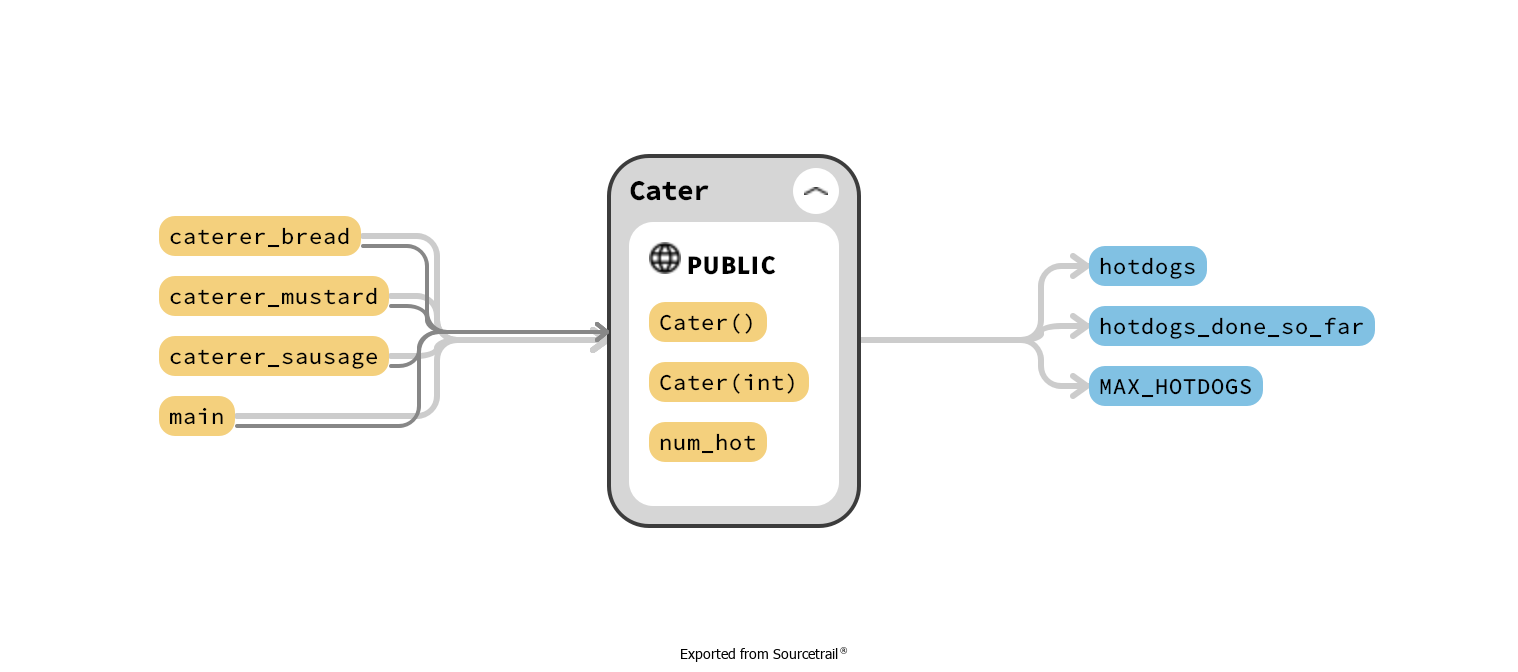 caterer_bread
caterer_mustard
caterer_sausage
main
Cater
PUBLIC
Cater()
Cater(int)
num_hot
hotdogs
hotdogs_done_so_far
MAX_HOTDOGS
Exported from Sourcetrail®